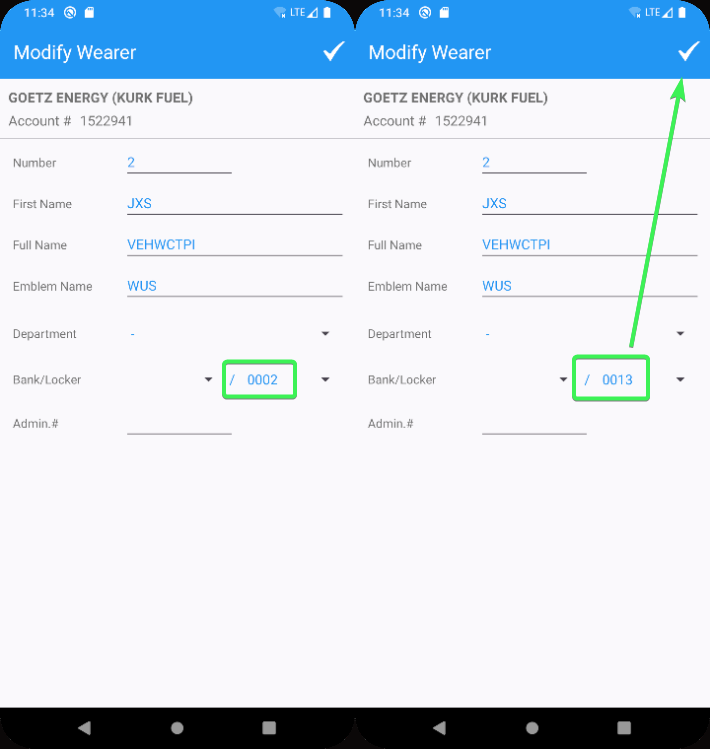 11:34 LTE
Modify Wearer
GOETZ ENERGY (KURK FUEL)
Account # 1522941
Number 2
First Name JXS
Full Name VEHWCTPI
Emblem Name WUS
Department -
Bank/Locker / 0002
Admin.#
11:34 LTE
Modify Wearer
GOETZ ENERGY (KURK FUEL)
Account # 1522941
Number 2
First Name JXS
Full Name VEHWCTPI
Emblem Name WUS
Department -
Bank/Locker / 0013
Admin.#